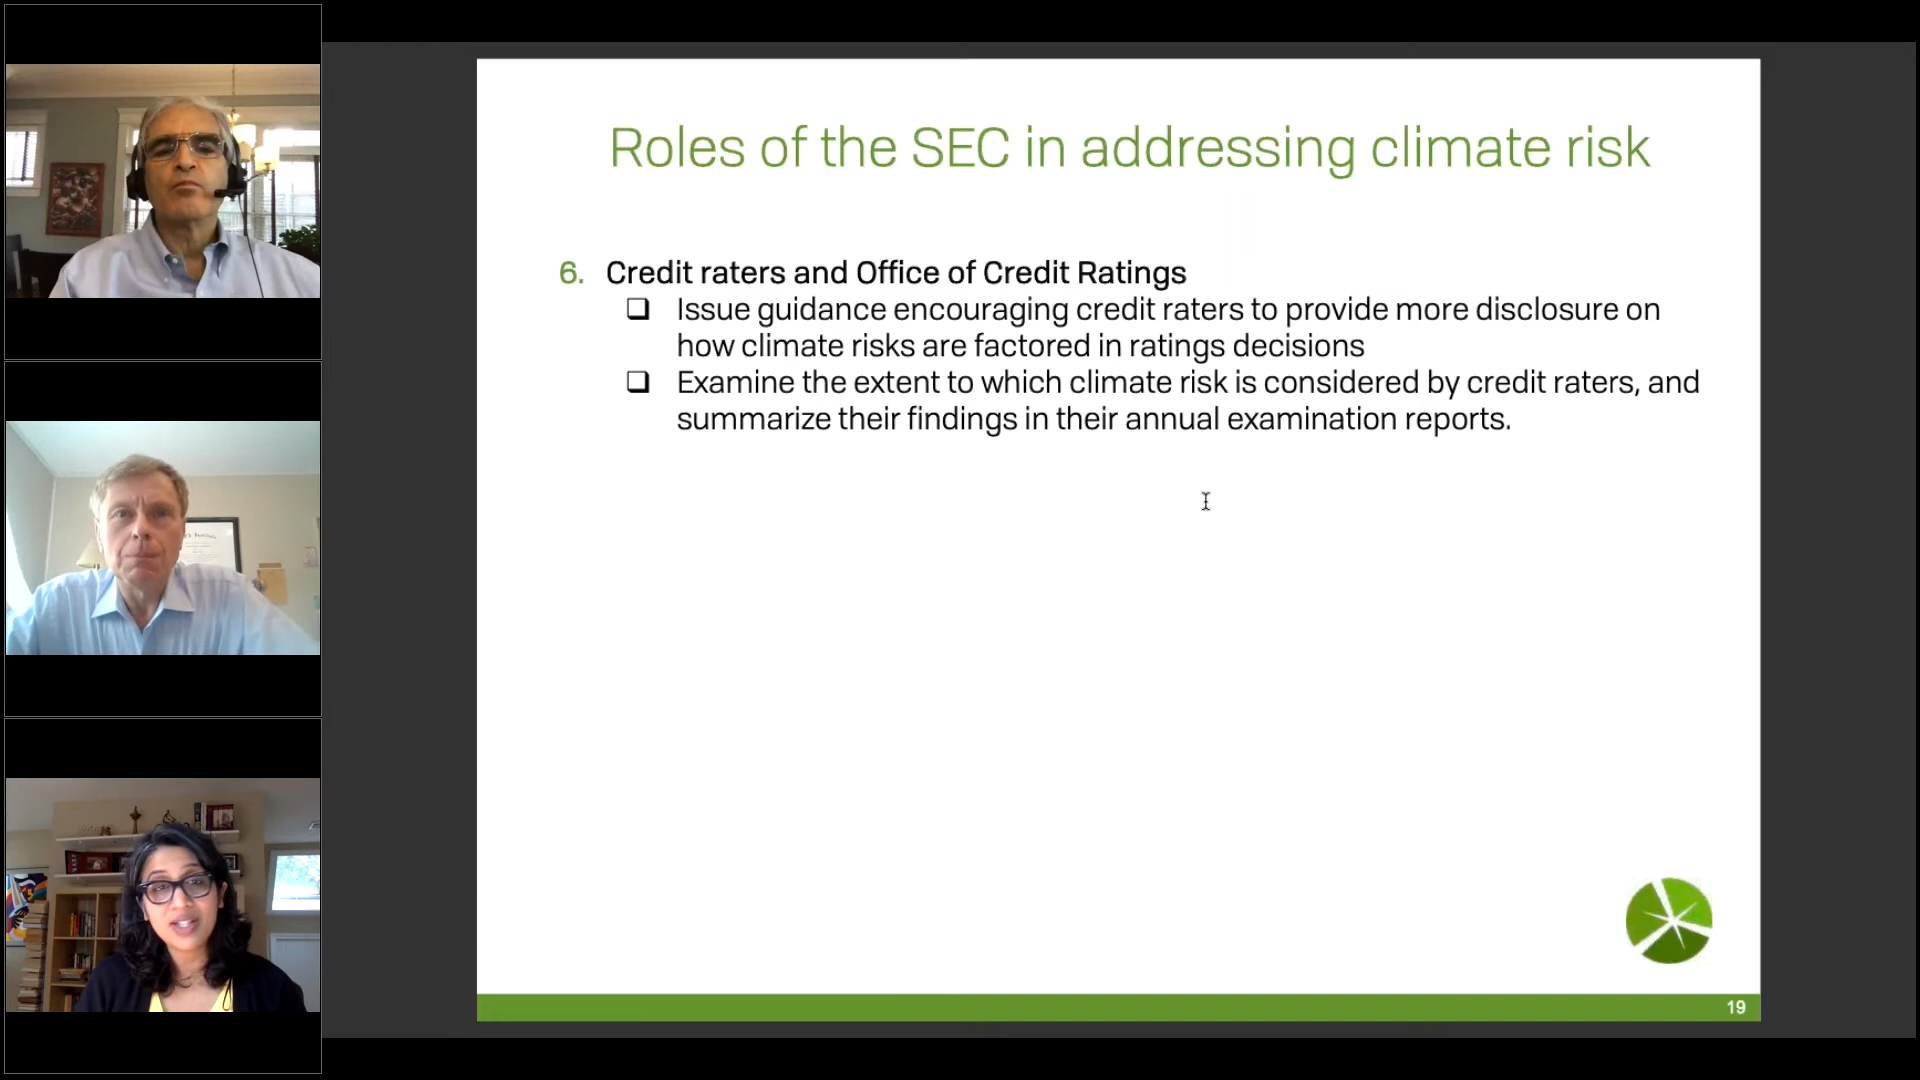 Roles of the SEC in addressing climate risk
6. Credit raters and Office of Credit Ratings
❑ Issue guidance encouraging credit raters to provide more disclosure on
how climate risks are factored in ratings decisions
❑ Examine the extent to which climate risk is considered by credit raters, and
summarize their findings in their annual examination reports.
19